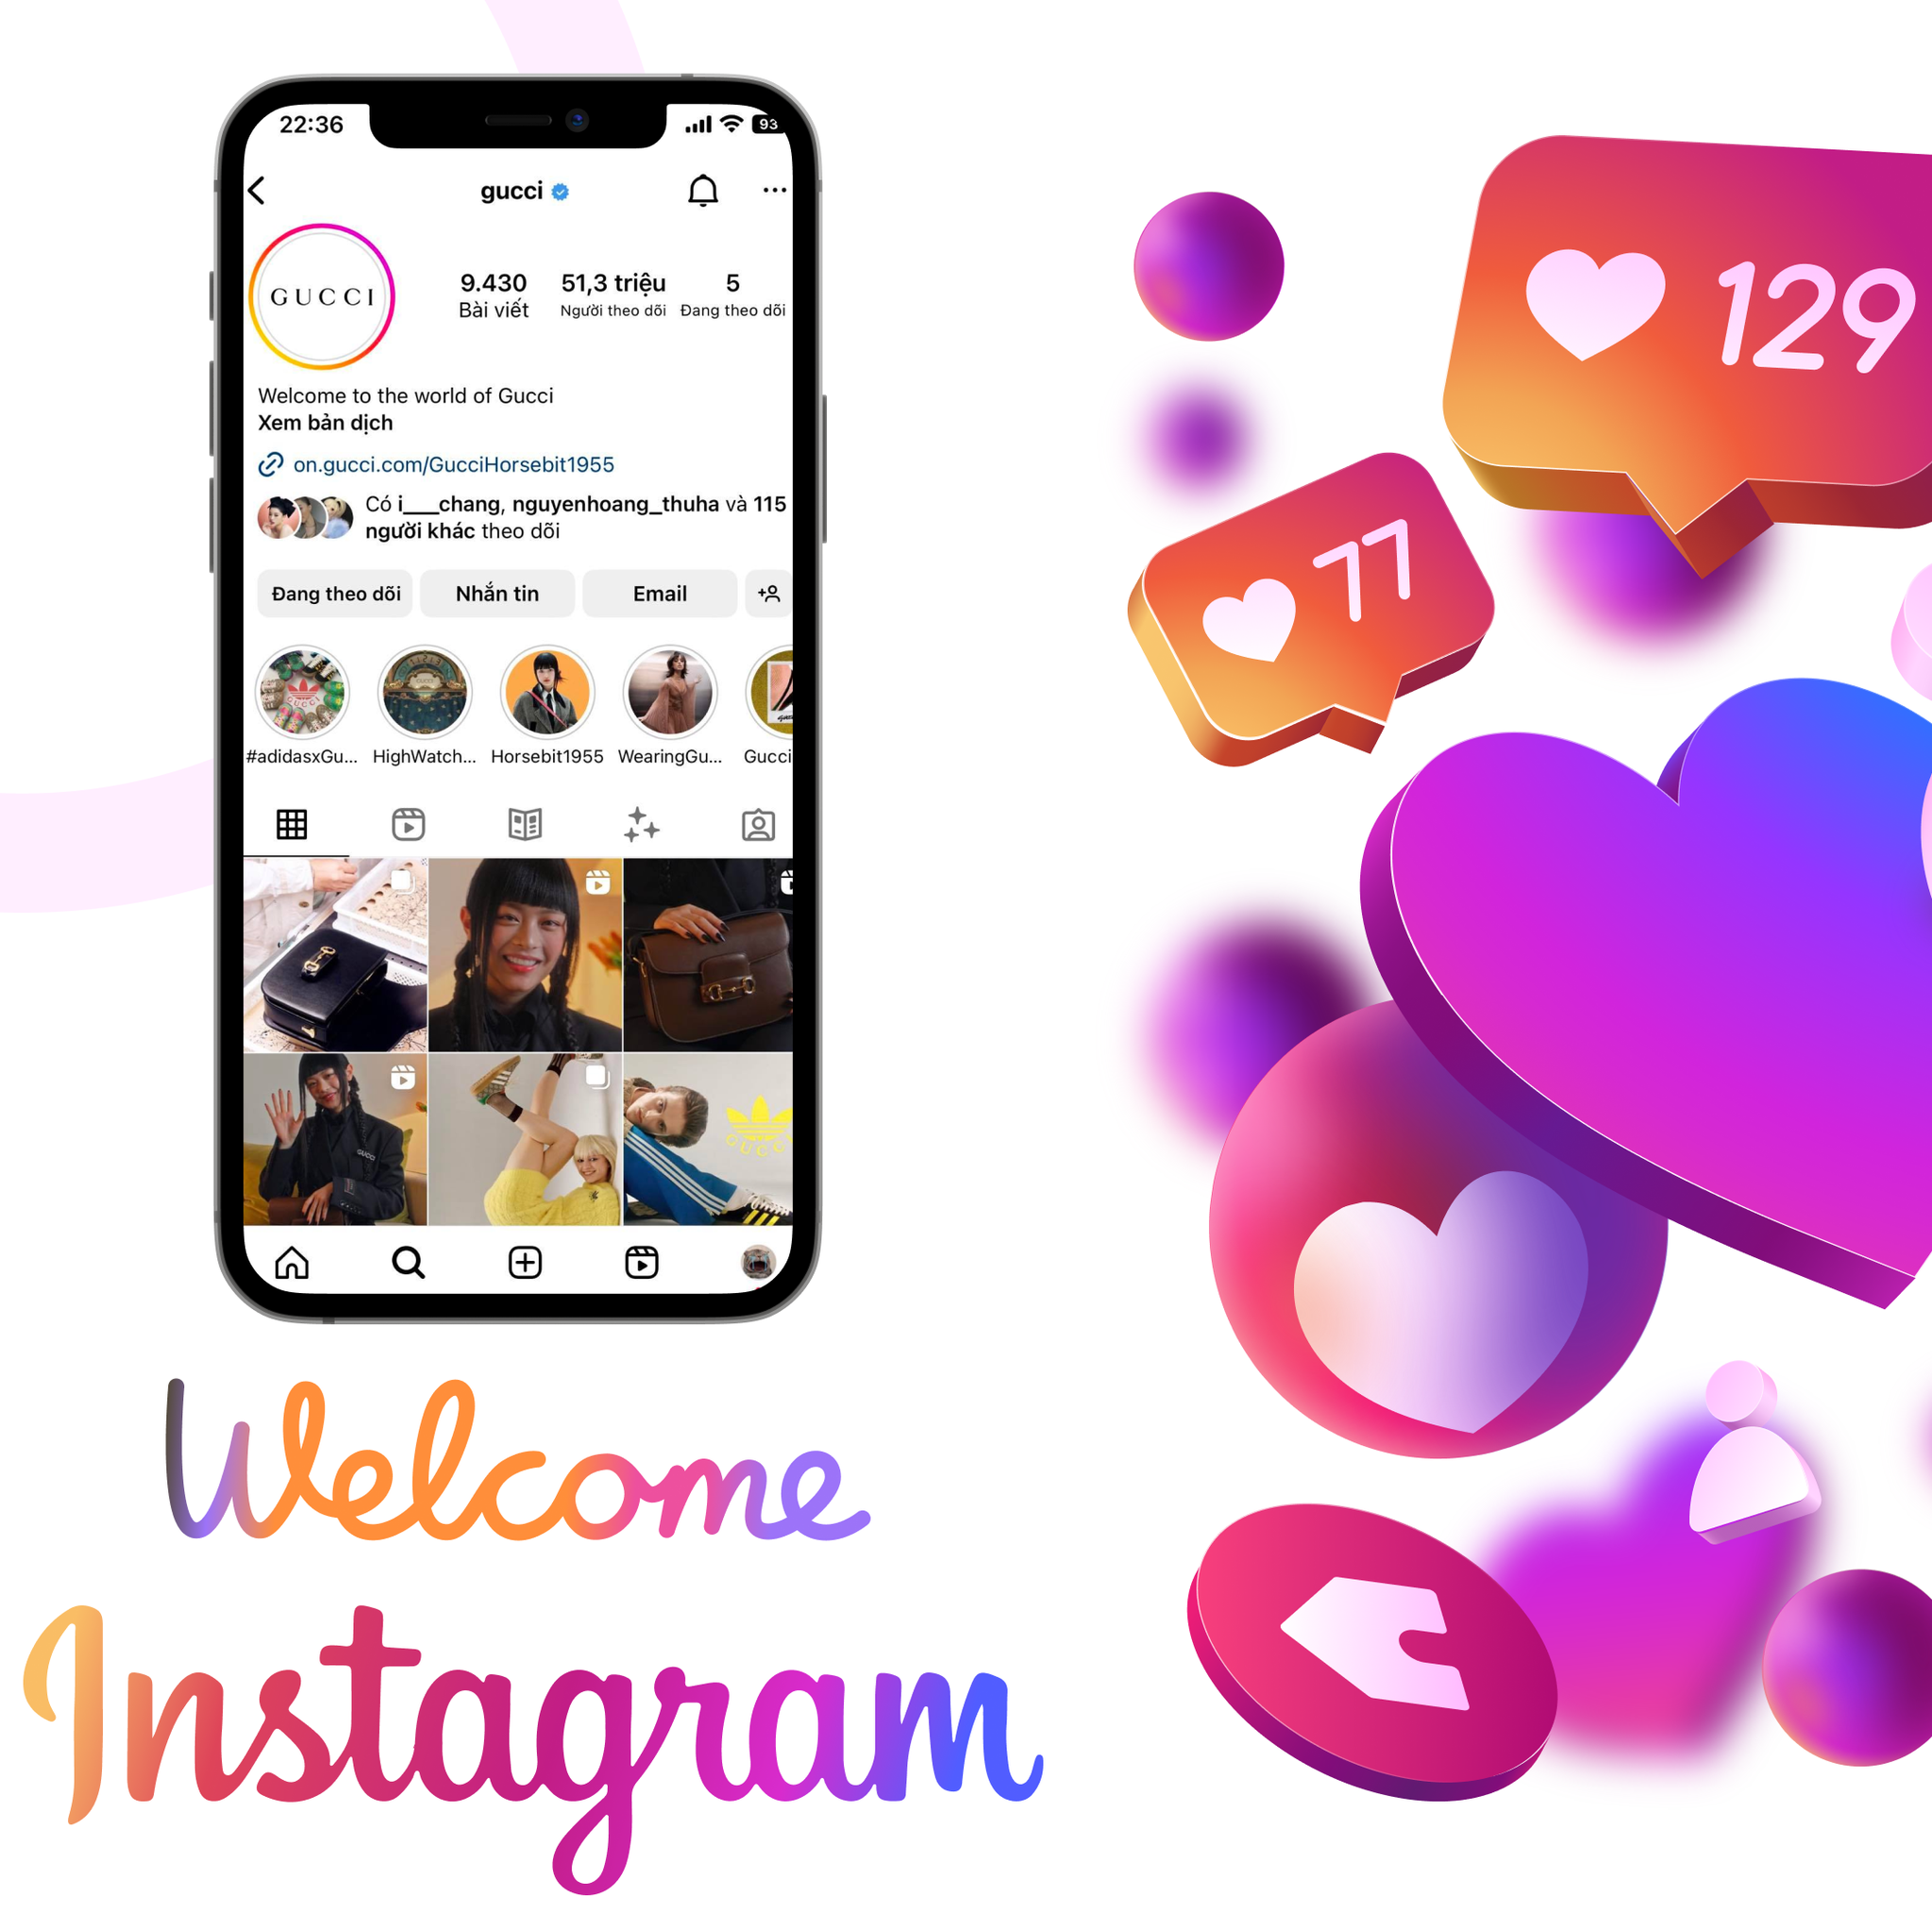 22:36
93
gucci
GUCCI
9.430 51,3 triệu 5
Bài viết Người theo dõi Đang theo dõi
Welcome to the world of Gucci
Xem bản dịch
on.gucci.com/GucciHorsebit1955
Có i___chang, nguyenhoang_thuha và 115
người khác theo dõi
Đang theo dõi Nhắn tin Email
#adidasxGu... HighWatch... Horsebit1955 WearingGu... Gucci
GUCCI
GUCCI
129
77
Welcome
Instagram